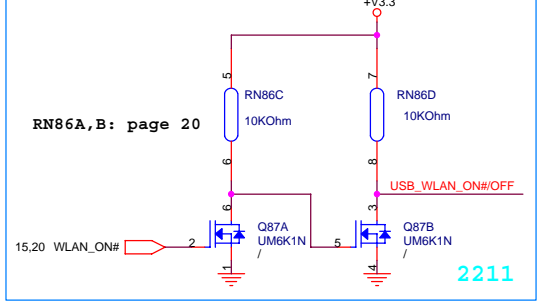 +V3.3
5
7
RN86C
RN86D
10KOhm
10KOhm
RN86A,B: page 20
6
8
USB_WLAN_ON#/OFF
6
3
Q87A
Q87B
UM6K1N
UM6K1N
/
/
15,20 WLAN_ON#
2
5
1
4
2211